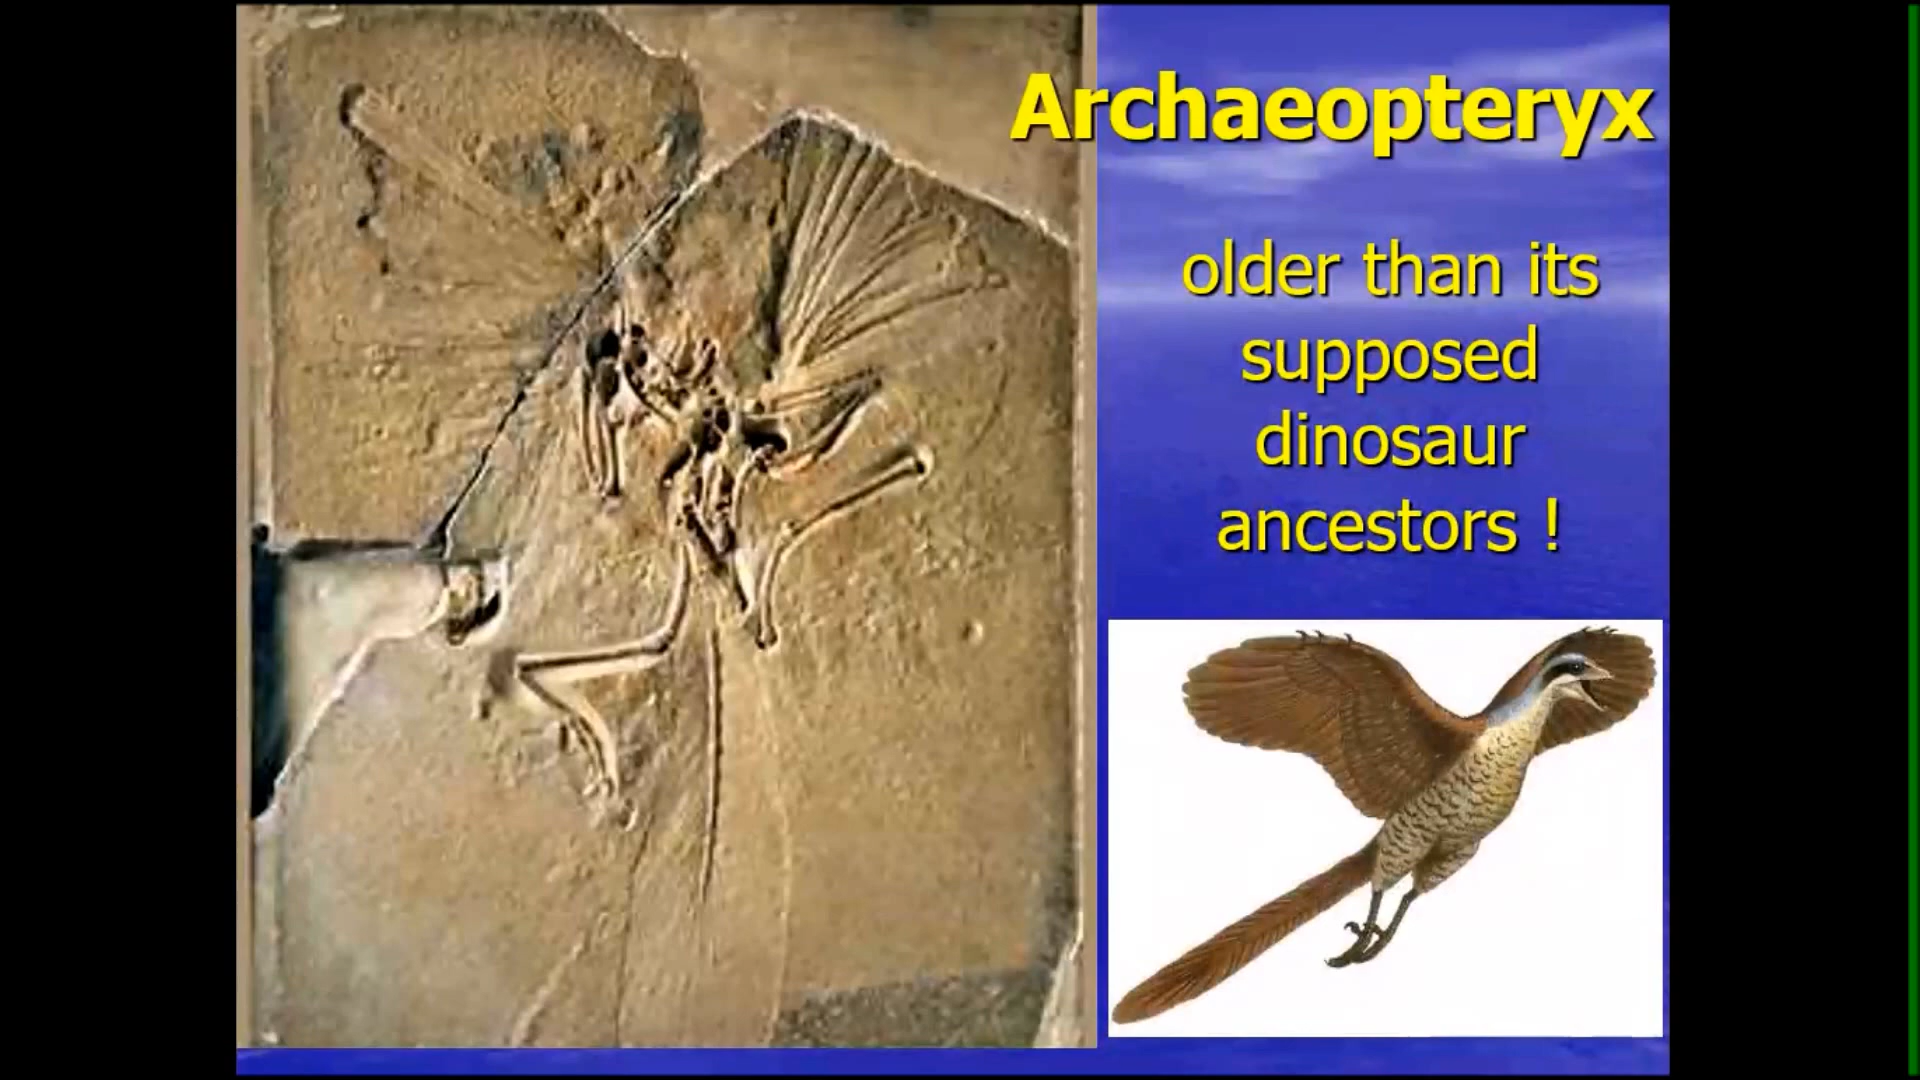 Archaeopteryx
older than its
supposed
dinosaur
ancestors !